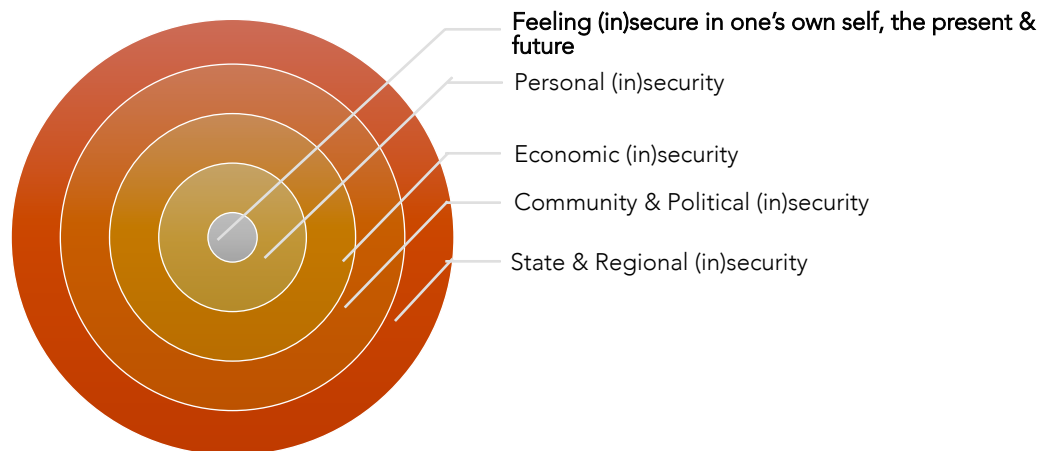 Feeling (in)secure in one’s own self, the present &
future
Personal (in)security
Economic (in)security
Community & Political (in)security
State & Regional (in)security